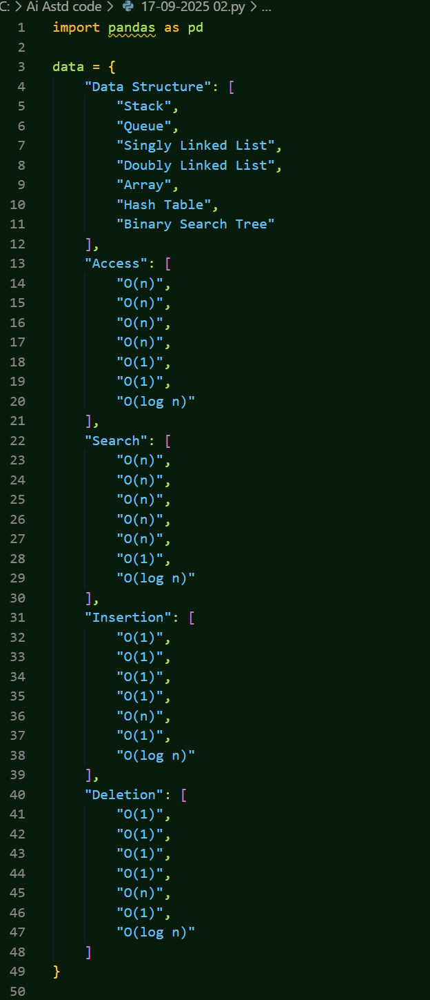 C: > Ai Astd code > 17-09-2025 02.py > ...
1 import pandas as pd
2
3 data = {
4     "Data Structure": [
5         "Stack",
6         "Queue",
7         "Singly Linked List",
8         "Doubly Linked List",
9         "Array",
10         "Hash Table",
11         "Binary Search Tree"
12     ],
13     "Access": [
14         "O(n)",
15         "O(n)",
16         "O(n)",
17         "O(n)",
18         "O(1)",
19         "O(1)",
20         "O(log n)"
21     ],
22     "Search": [
23         "O(n)",
24         "O(n)",
25         "O(n)",
26         "O(n)",
27         "O(n)",
28         "O(1)",
29         "O(log n)"
30     ],
31     "Insertion": [
32         "O(1)",
33         "O(1)",
34         "O(1)",
35         "O(1)",
36         "O(n)",
37         "O(1)",
38         "O(log n)"
39     ],
40     "Deletion": [
41         "O(1)",
42         "O(1)",
43         "O(1)",
44         "O(1)",
45         "O(n)",
46         "O(1)",
47         "O(log n)"
48     ]
49 }
50